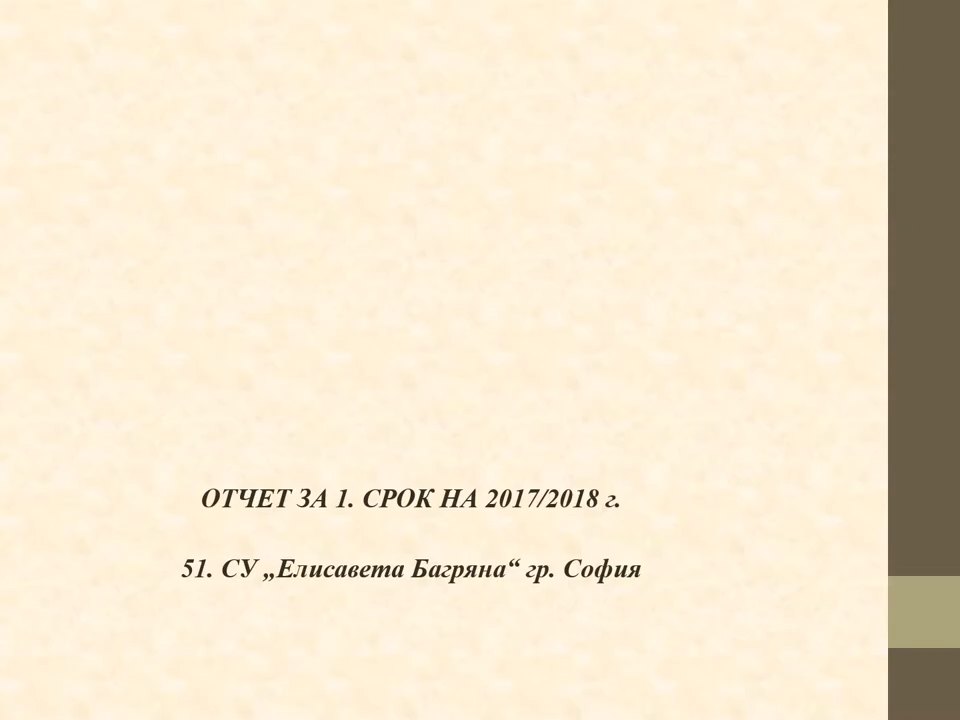 ОТЧЕТ ЗА 1. СРОК НА 2017/2018 г.
51. СУ „Елисавета Багряна“ гр. София